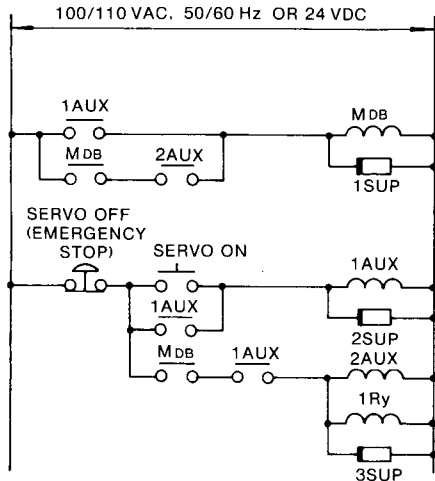 100/110 VAC, 50/60 Hz OR 24 VDC
1AUX
MDB
MDB
2AUX
1SUP
SERVO OFF
(EMERGENCY
STOP)
SERVO ON
1AUX
1AUX
2SUP
MDB
1AUX
2AUX
1Ry
3SUP